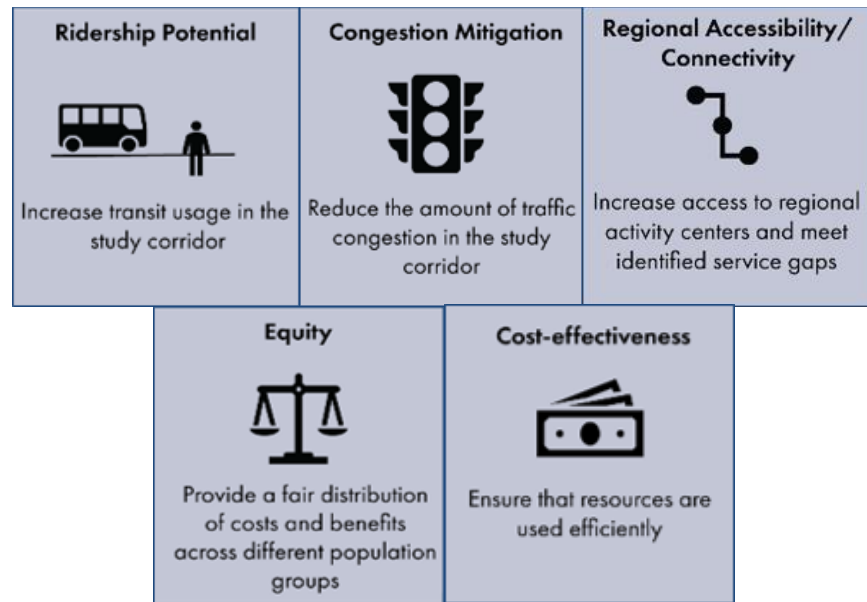 Ridership Potential
Increase transit usage in the
study corridor
Congestion Mitigation
Reduce the amount of traffic
congestion in the study
corridor
Regional Accessibility/
Connectivity
Increase access to regional
activity centers and meet
identified service gaps
Equity
Provide a fair distribution
of costs and benefits
across different population
groups
Cost-effectiveness
Ensure that resources are
used efficiently